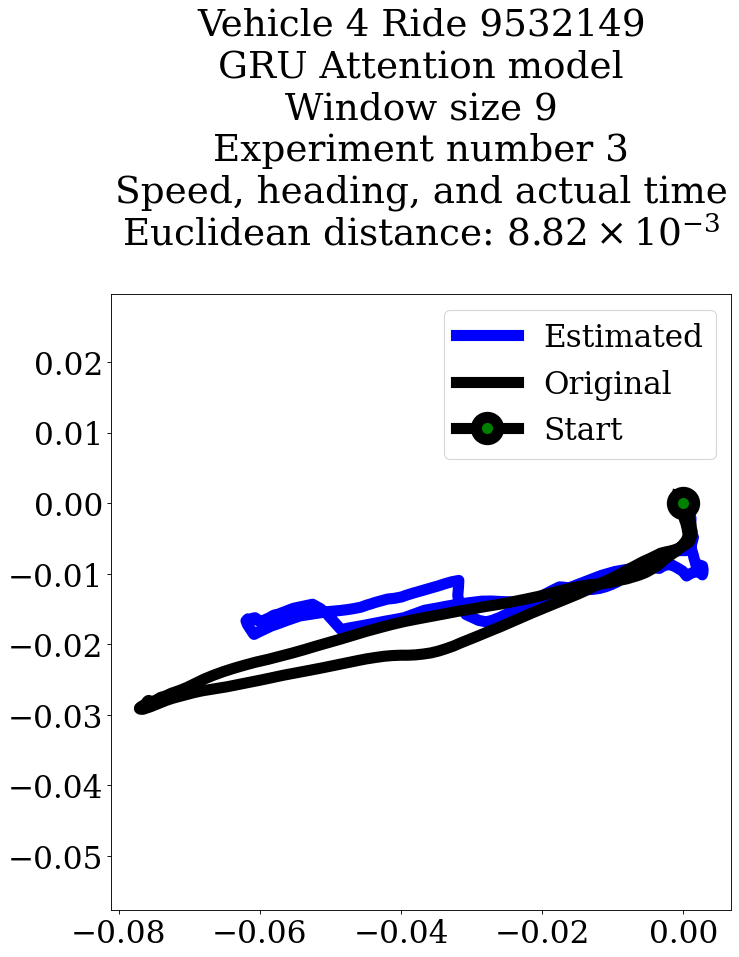 Vehicle 4 Ride 9532149
GRU Attention model
Window size 9
Experiment number 3
Speed, heading, and actual time
Euclidean distance: 8.82 × 10⁻³
Estimated
Original
Start
0.02
0.01
0.00
−0.01
−0.02
−0.03
−0.04
−0.05
−0.08
−0.06
−0.04
−0.02
0.00